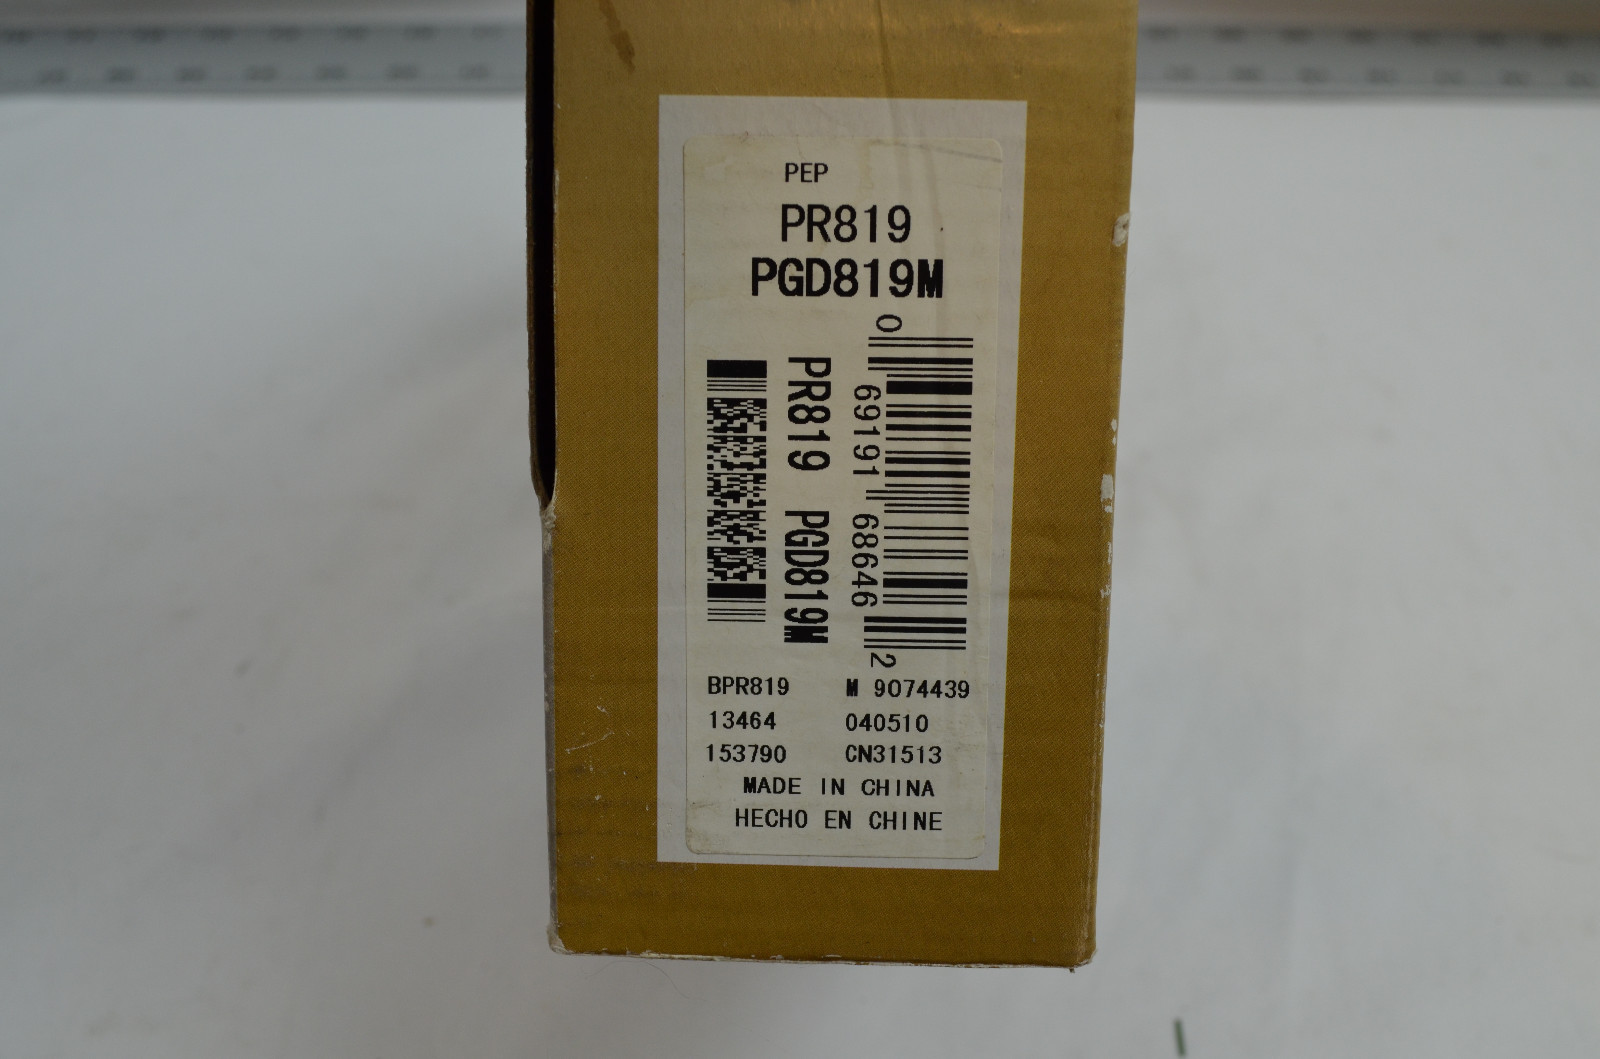 PEP
PR819
PGD819M
PR819 PGD819M
0 69191 68646 2
BPR819 M 9074439
13464 040510
153790 CN31513
MADE IN CHINA
HECHO EN CHINE